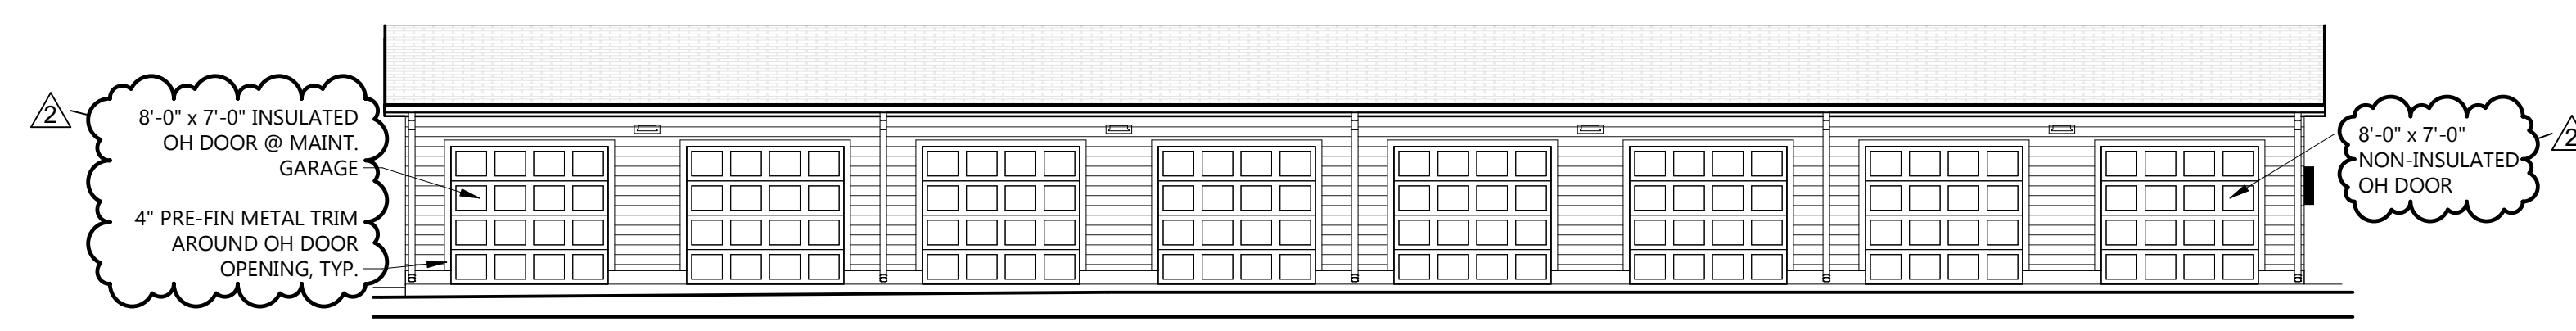 2
8'-0" x 7'-0" INSULATED
OH DOOR @ MAINT.
GARAGE
4" PRE-FIN METAL TRIM
AROUND OH DOOR
OPENING, TYP.
8'-0" x 7'-0"
NON-INSULATED
OH DOOR
2